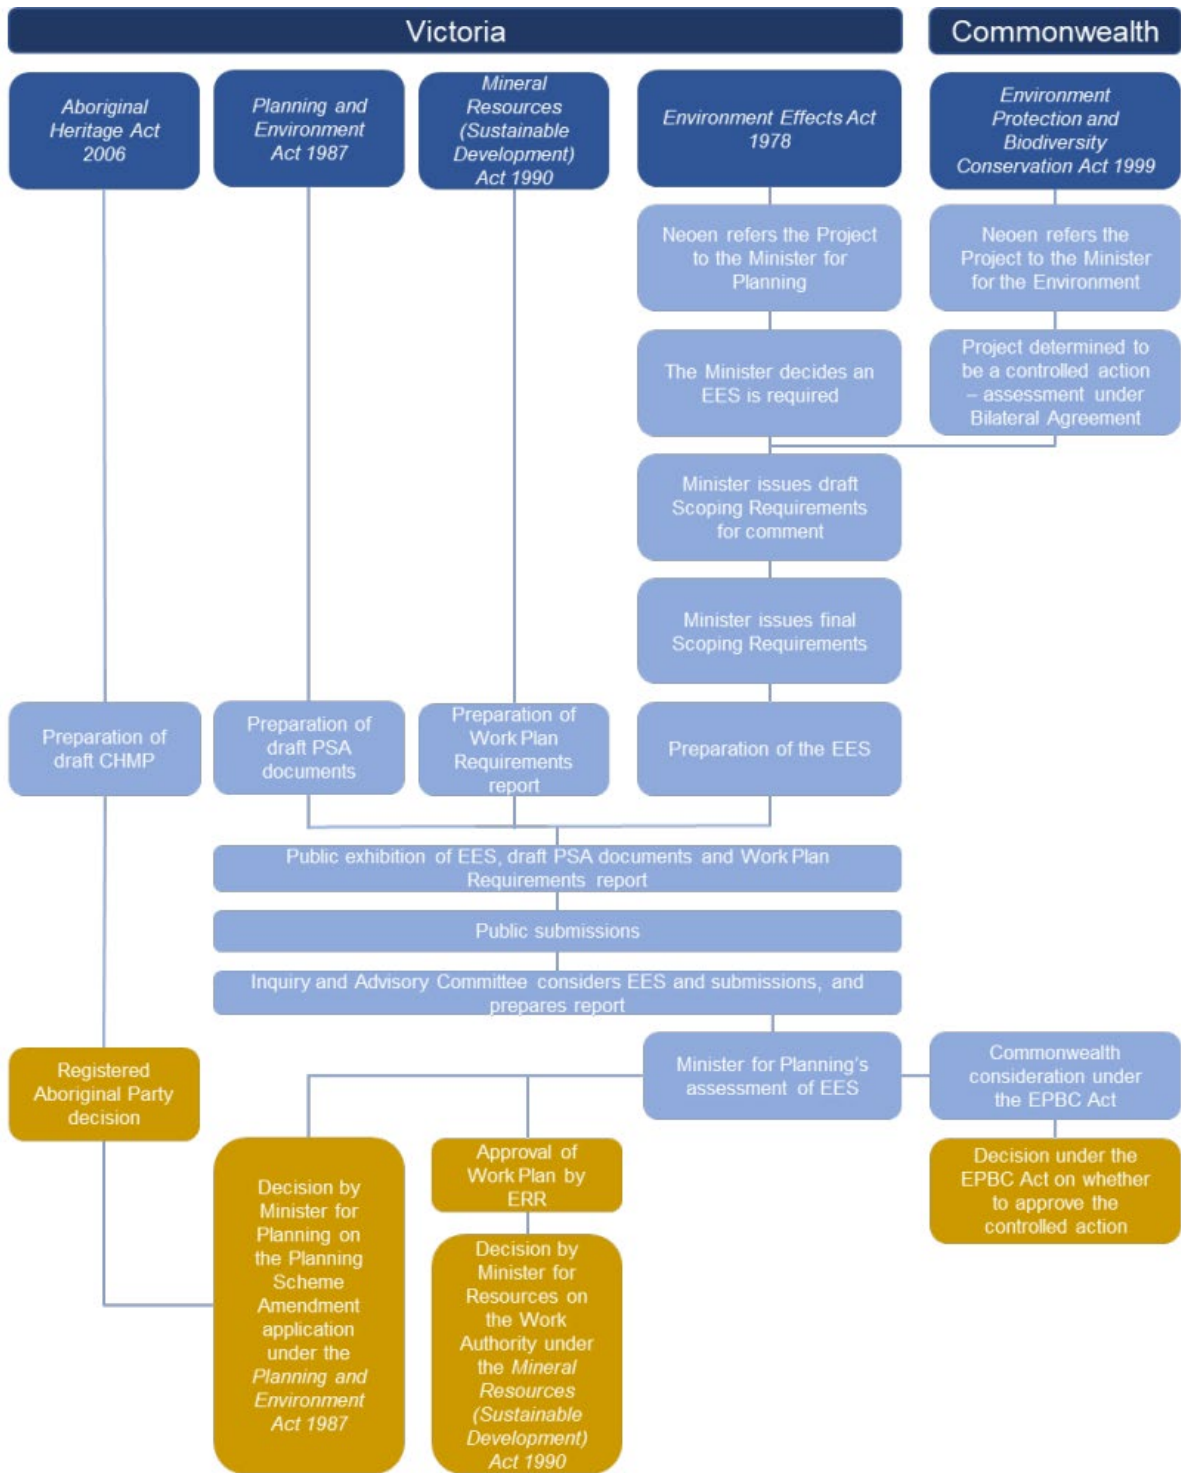 Victoria
Commonwealth
Aboriginal
Heritage Act
2006
Planning and
Environment
Act 1987
Mineral
Resources
(Sustainable
Development)
Act 1990
Environment Effects Act
1978
Environment
Protection and
Biodiversity
Conservation Act 1999
Neoen refers the Project
to the Minister for
Planning
Neoen refers the
Project to the Minister
for the Environment
The Minister decides an
EES is required
Project determined to
be a controlled action
– assessment under
Bilateral Agreement
Minister issues draft
Scoping Requirements
for comment
Minister issues final
Scoping Requirements
Preparation of
draft CHMP
Preparation of
draft PSA
documents
Preparation of
Work Plan
Requirements
report
Preparation of the EES
Public exhibition of EES, draft PSA documents and Work Plan
Requirements report
Public submissions
Inquiry and Advisory Committee considers EES and submissions, and
prepares report
Registered
Aboriginal Party
decision
Minister for Planning’s
assessment of EES
Commonwealth
consideration under
the EPBC Act
Decision by
Minister for
Planning on
the Planning
Scheme
Amendment
application
under the
Planning and
Environment
Act 1987
Approval of
Work Plan by
ERR
Decision by
Minister for
Resources on
the Work
Authority under
the Mineral
Resources
(Sustainable
Development)
Act 1990
Decision under the
EPBC Act on whether
to approve the
controlled action